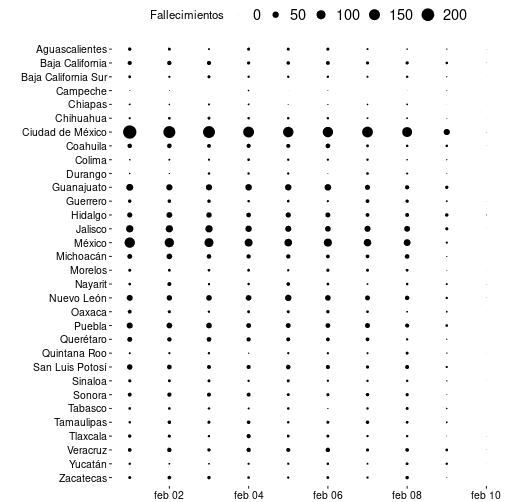 Fallecimientos 0 50 100 150 200
Aguascalientes
Baja California
Baja California Sur
Campeche
Chiapas
Chihuahua
Ciudad de México
Coahuila
Colima
Durango
Guanajuato
Guerrero
Hidalgo
Jalisco
México
Michoacán
Morelos
Nayarit
Nuevo León
Oaxaca
Puebla
Querétaro
Quintana Roo
San Luis Potosí
Sinaloa
Sonora
Tabasco
Tamaulipas
Tlaxcala
Veracruz
Yucatán
Zacatecas
feb 02 feb 04 feb 06 feb 08 feb 10